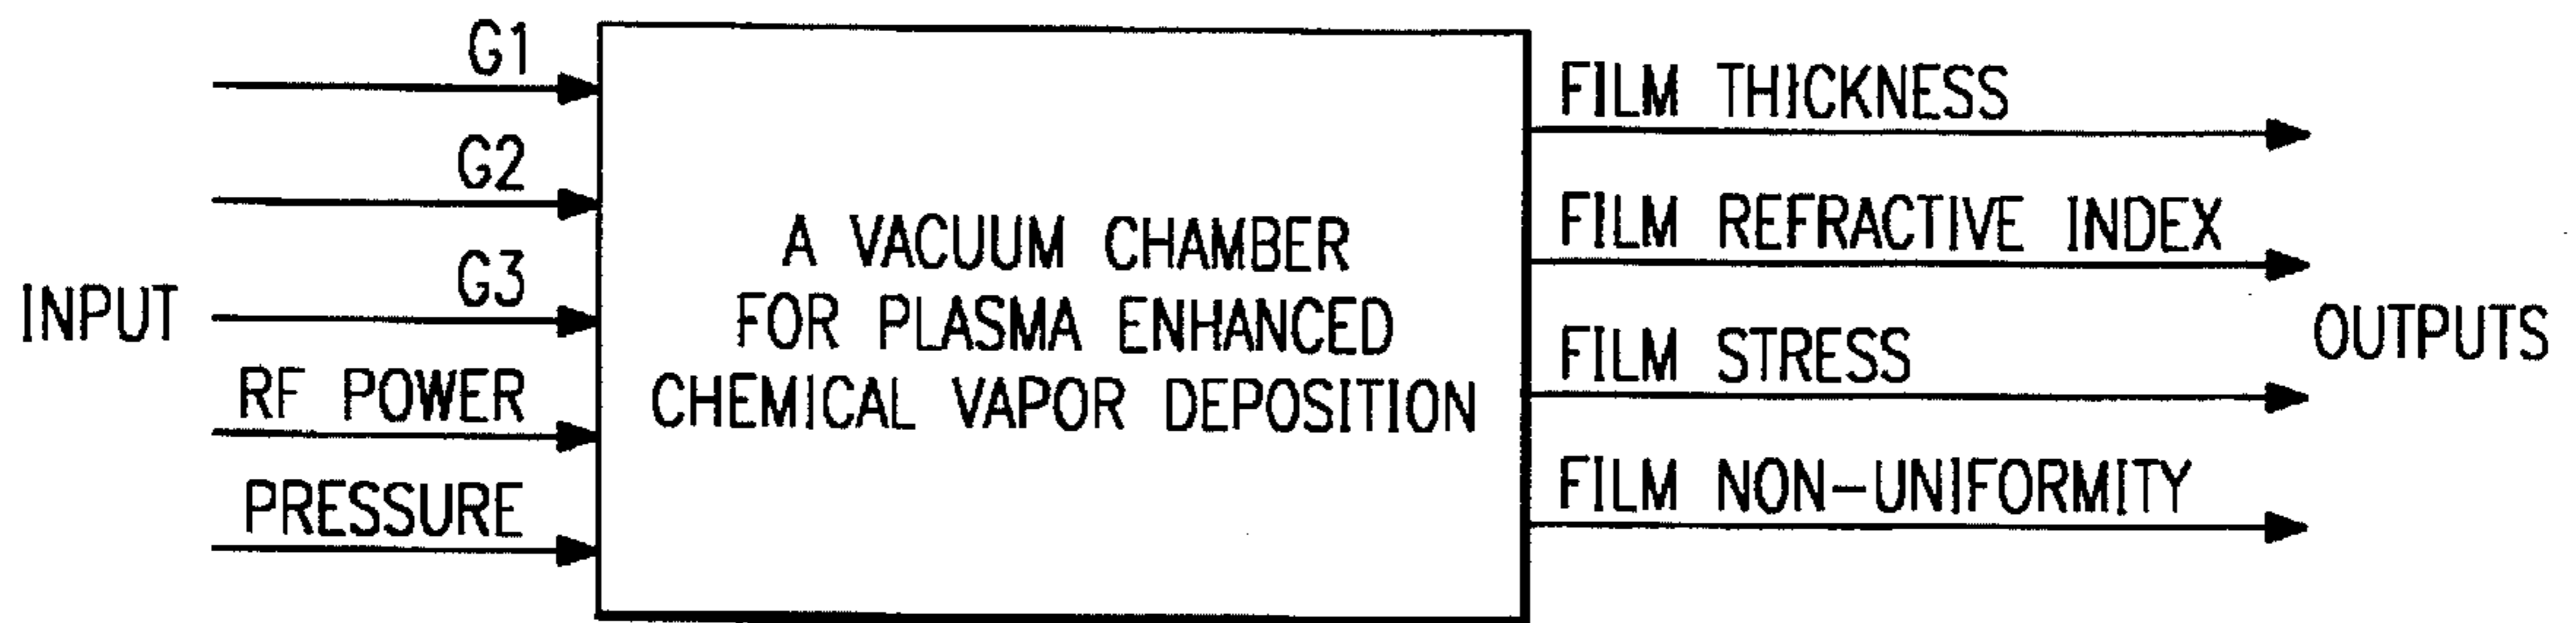 G1
G2
G3
INPUT
RF POWER
PRESSURE
A VACUUM CHAMBER
FOR PLASMA ENHANCED
CHEMICAL VAPOR DEPOSITION
FILM THICKNESS
FILM REFRACTIVE INDEX
FILM STRESS
FILM NON-UNIFORMITY
OUTPUTS